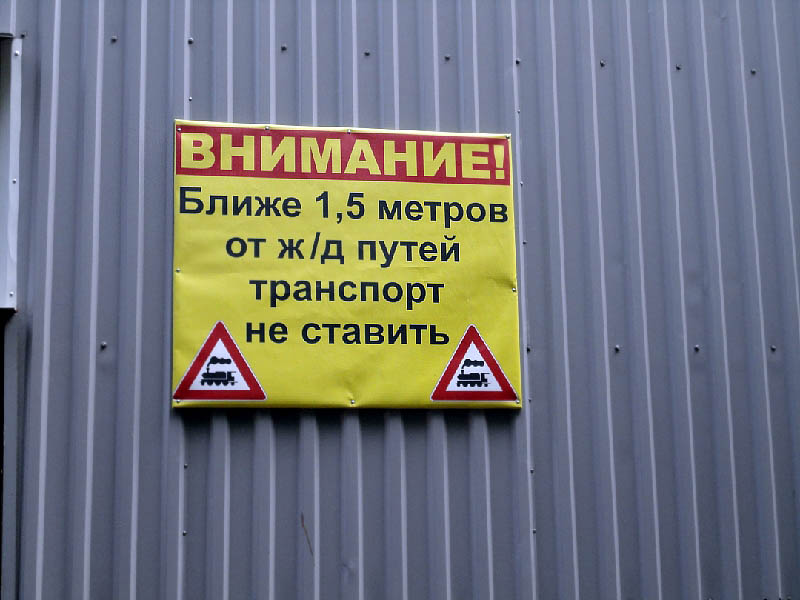 ВНИМАНИЕ!
Ближе 1,5 метров
от ж/д путей
транспорт
не ставить